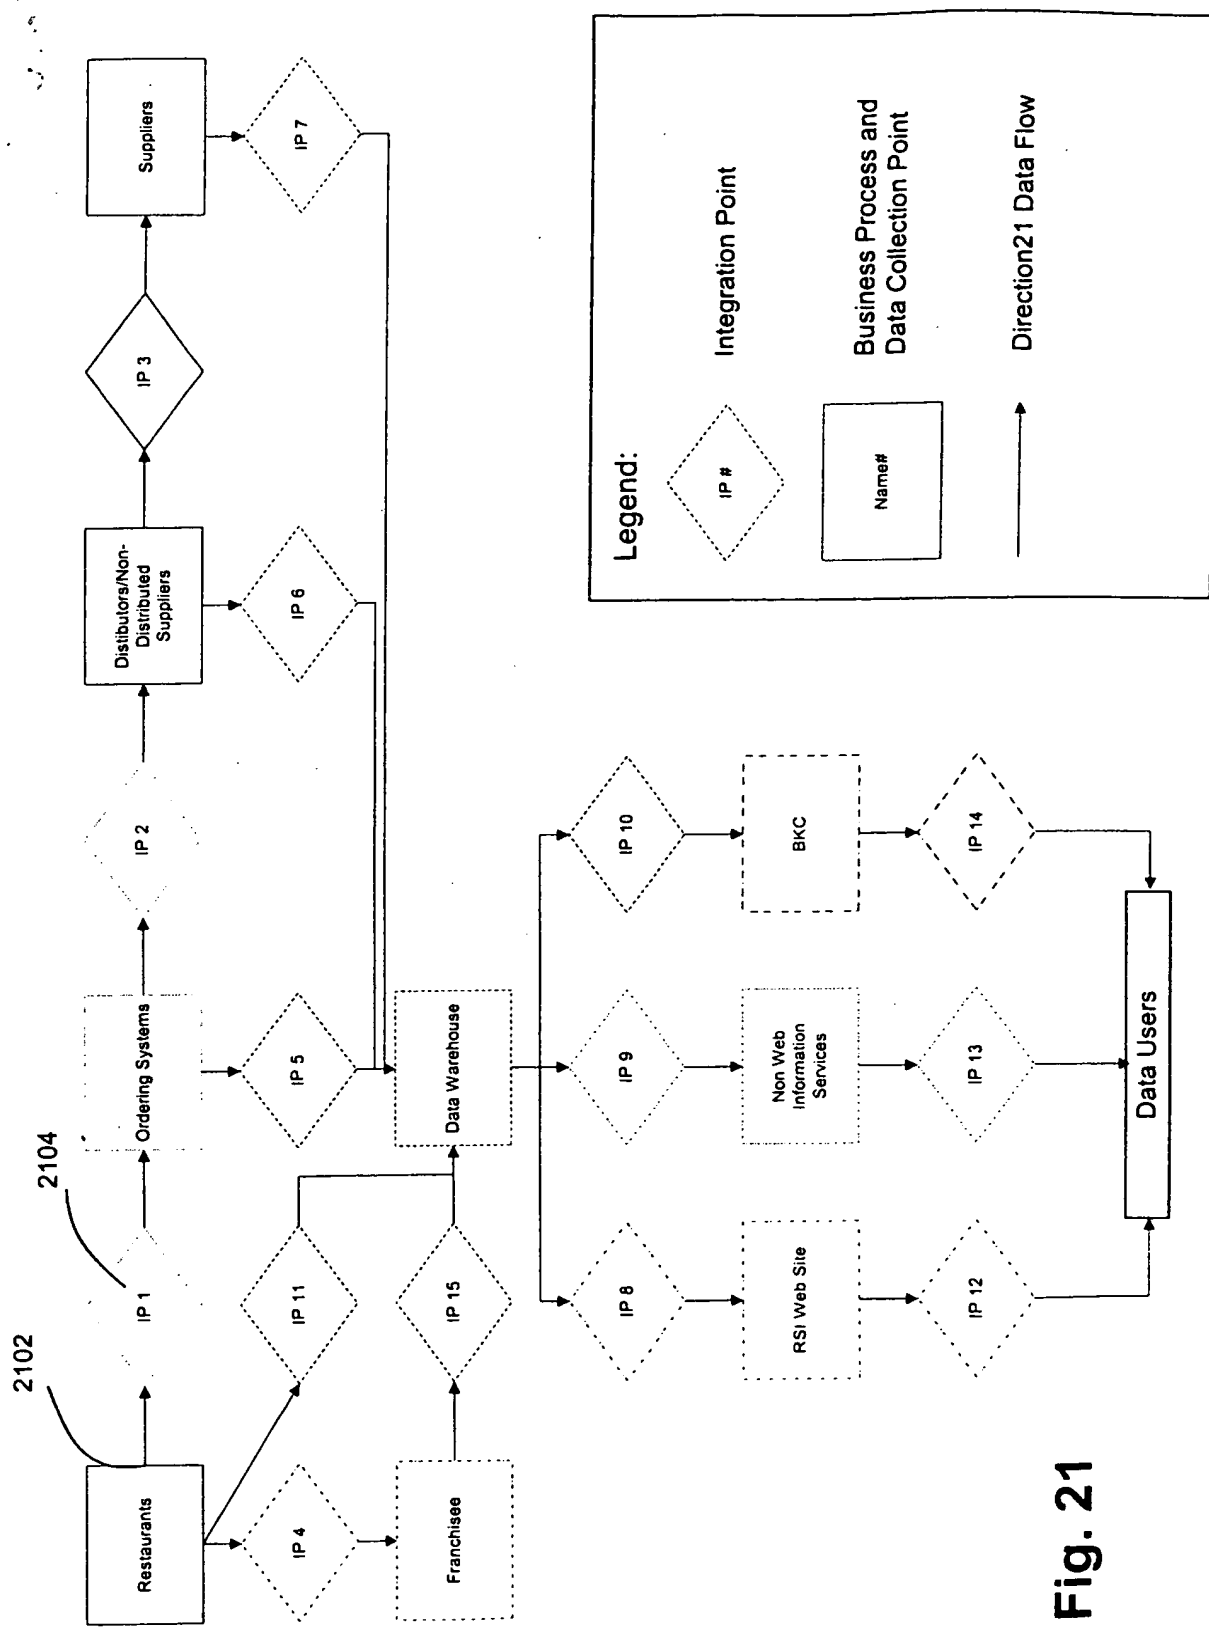 2102
2104
Restaurants
IP 1
Ordering Systems
IP 2
Distibutors/Non-
Distributed
Suppliers
IP 3
Suppliers
IP 4
IP 11
IP 5
IP 6
IP 7
Franchisee
IP 15
Data Warehouse
IP 8
IP 9
IP 10
RSI Web Site
Non Web
Information
Services
BKC
IP 12
IP 13
IP 14
Data Users
Legend:
IP #
Integration Point
Name#
Business Process and
Data Collection Point
Direction21 Data Flow
Fig. 21